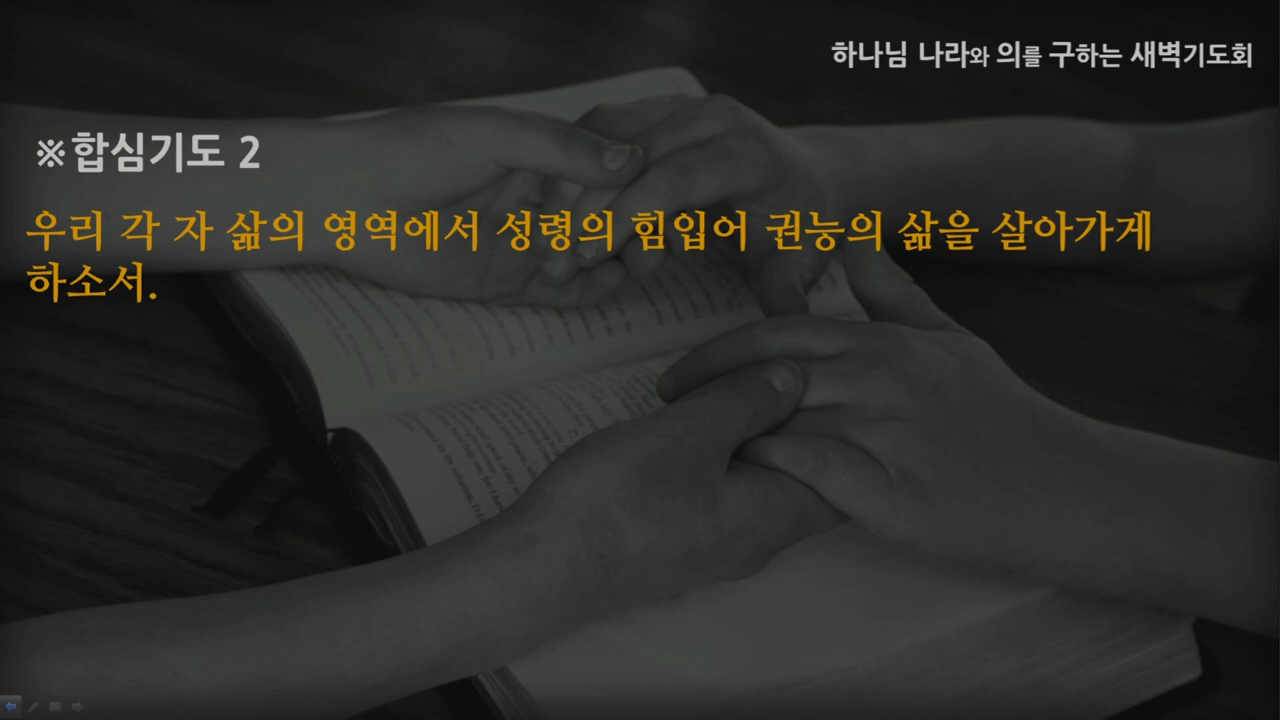 하나님 나라와 의를 구하는 새벽기도회
※합심기도 2
우리 각 자 삶의 영역에서 성령의 힘입어 권능의 삶을 살아가게
하소서.